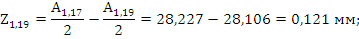 Z₁,₁₉ = A₁,₁₇/2 − A₁,₁₉/2 = 28,227 − 28,106 = 0,121 мм;